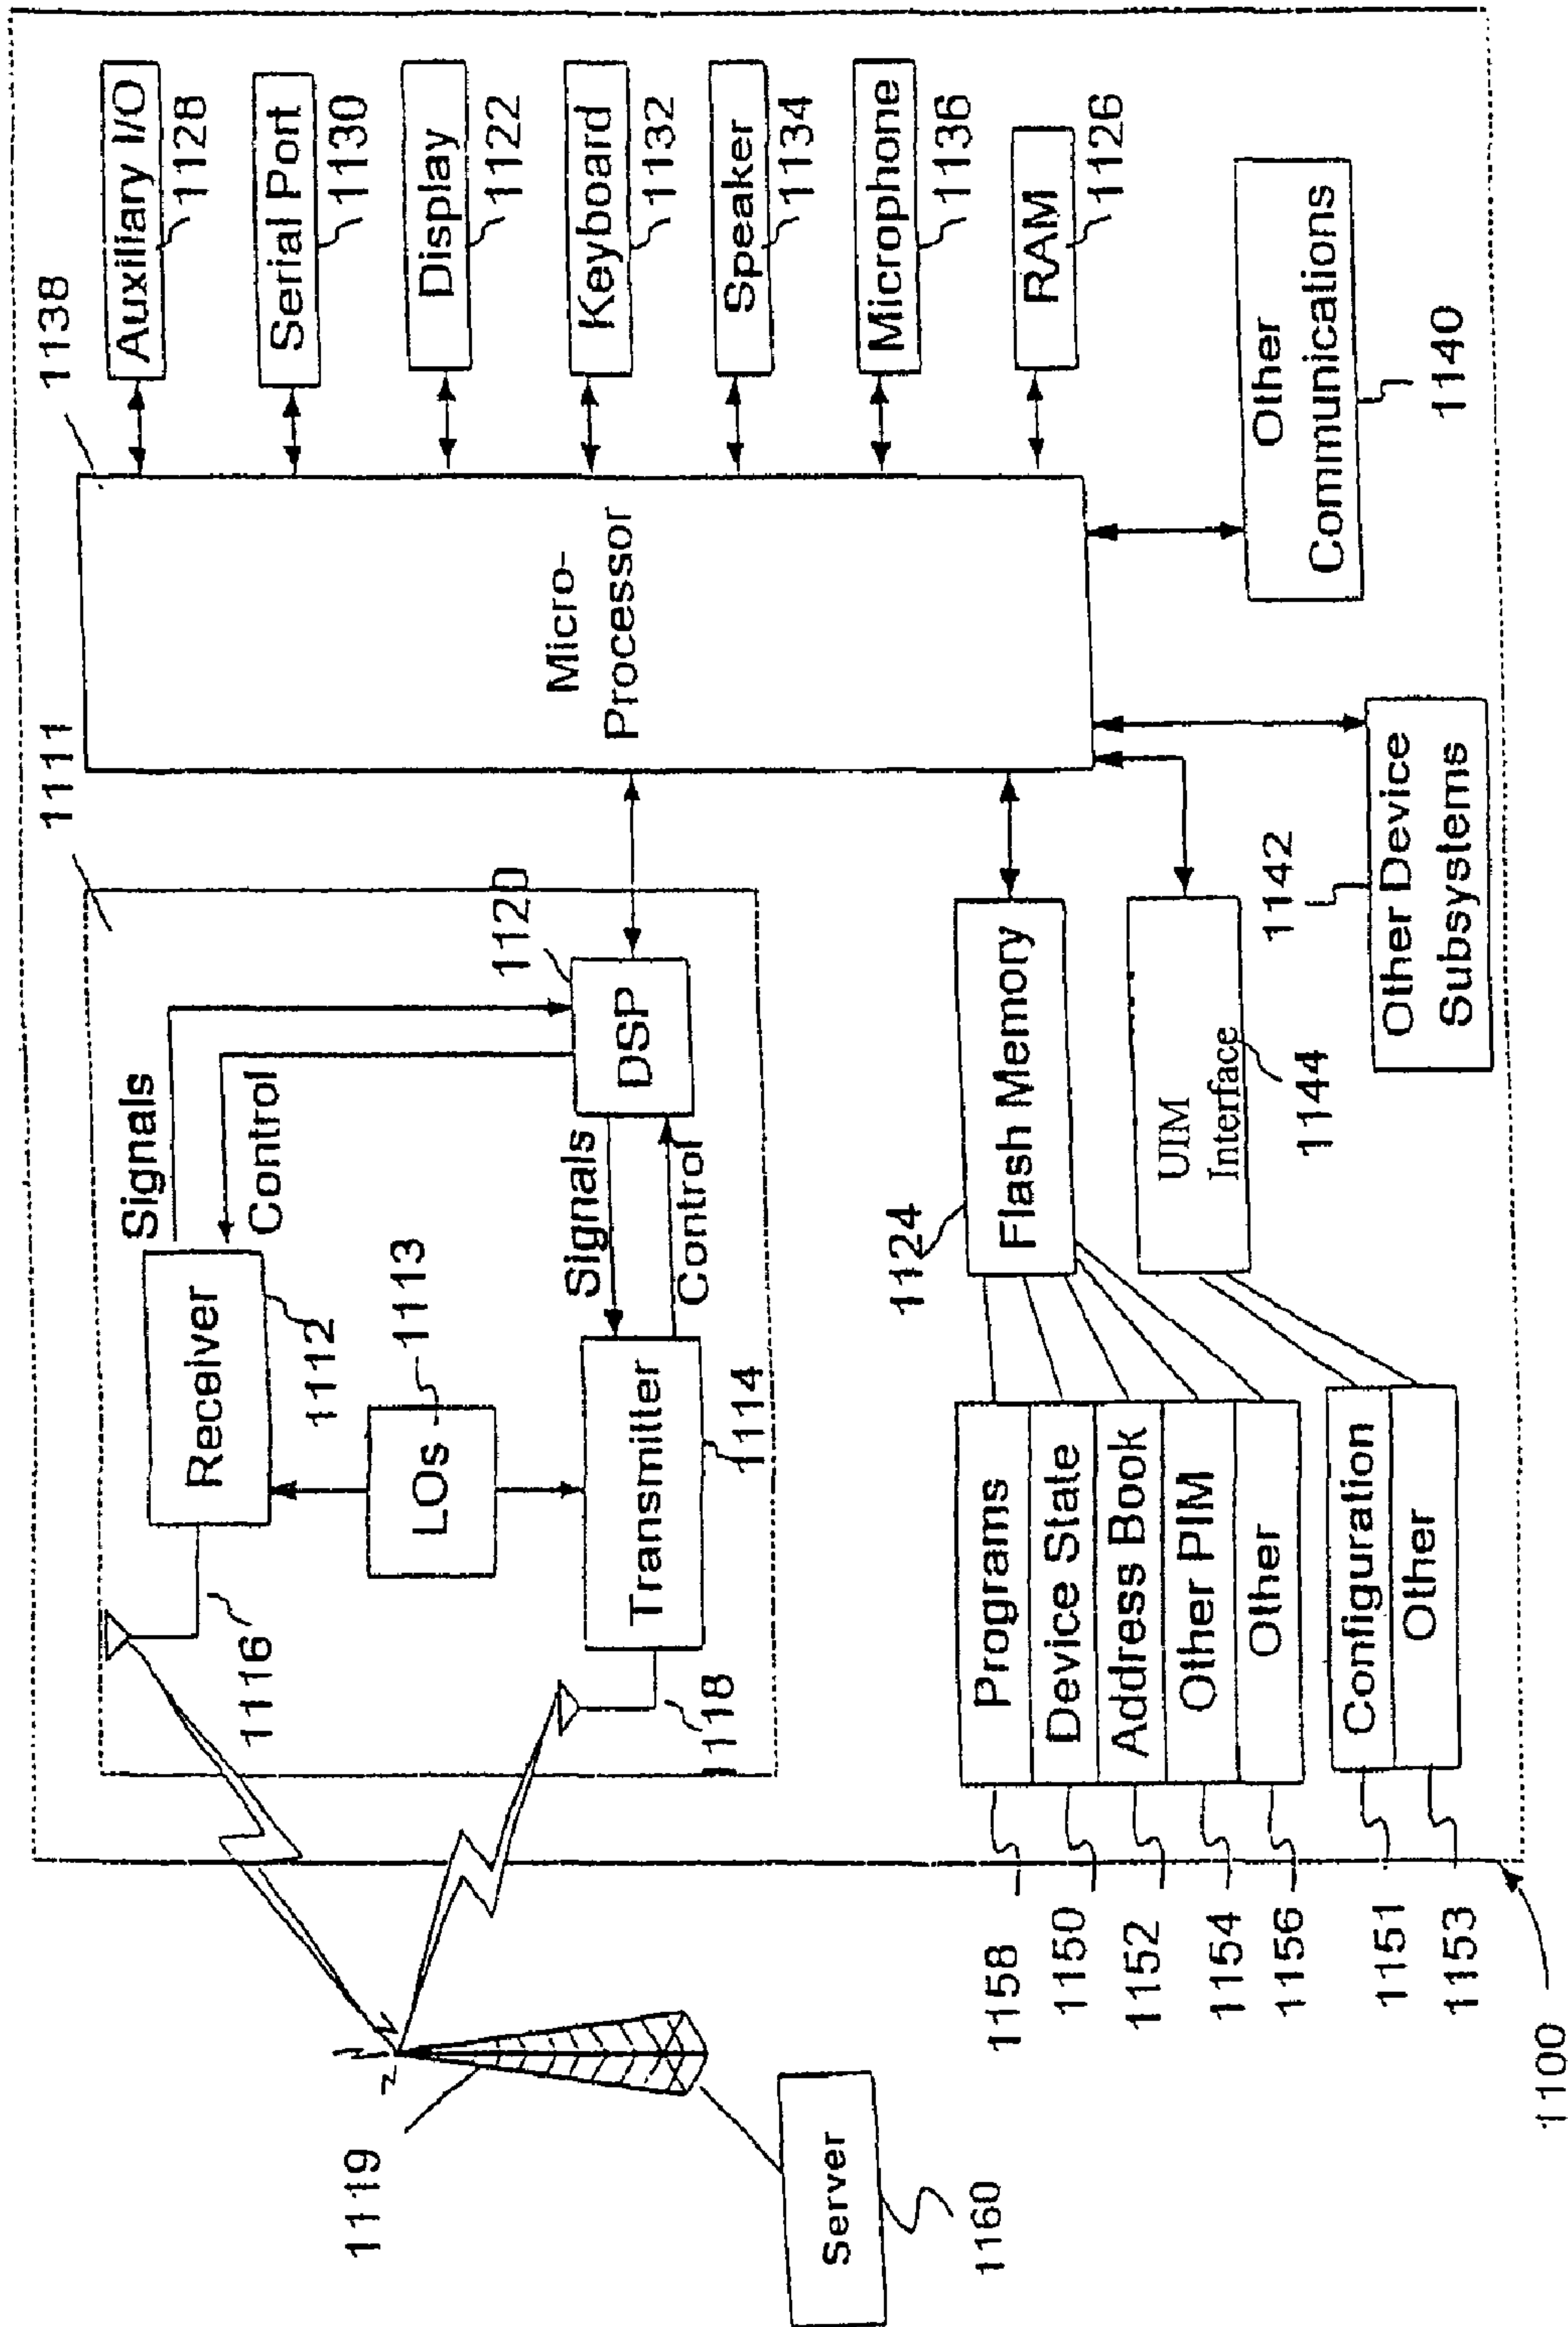 1138
1111
Auxiliary I/O
1128
Serial Port
1130
Display
1122
Keyboard
1132
Speaker
1134
Microphone
1136
RAM
1126
Micro-
Processor
Other
Communications
1140
Signals
Control
1120
DSP
Signals
Control
Receiver
1112
1113
LOs
Transmitter
1114
1116
1118
1119
Server
1160
1124
Flash Memory
UIM
Interface
1144
1142
Other Device
Subsystems
Programs
Device State
Address Book
Other PIM
Other
Configuration
Other
1158
1150
1152
1154
1156
1151
1153
1100